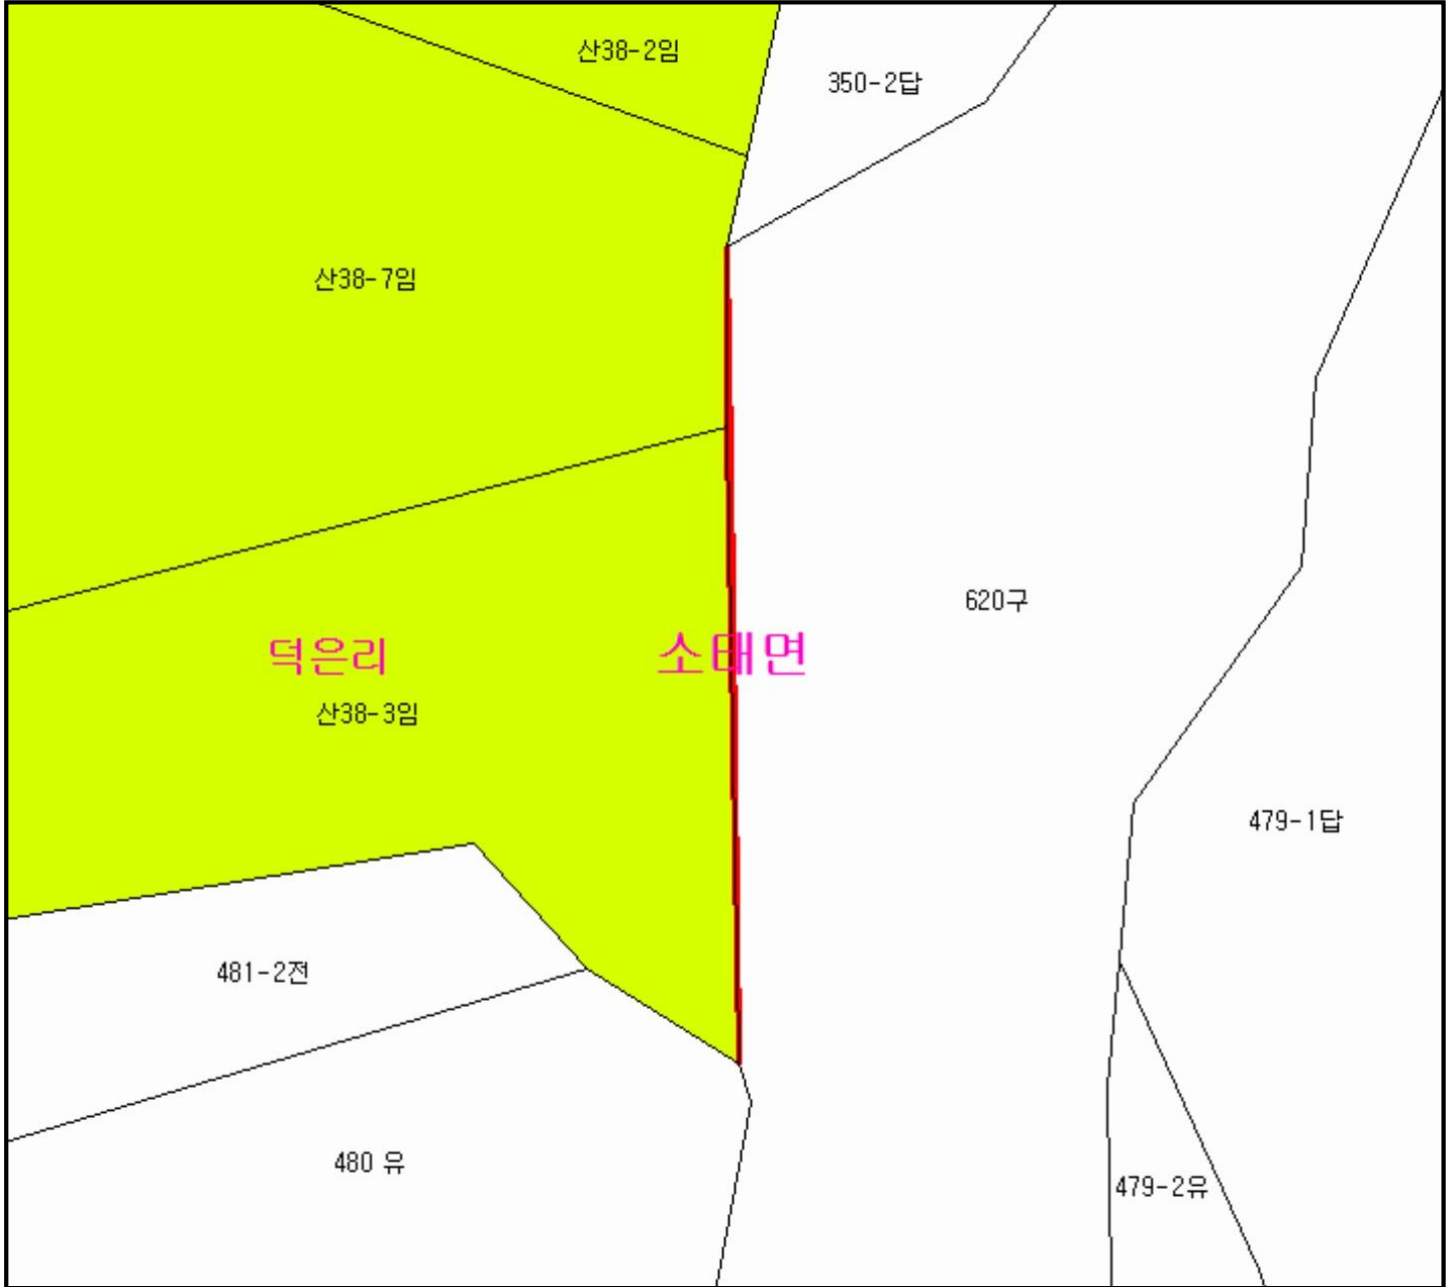 산38-2임
350-2답
산38-7임
620구
덕은리
소태면
산38-3임
479-1답
481-2전
480 유
479-2유